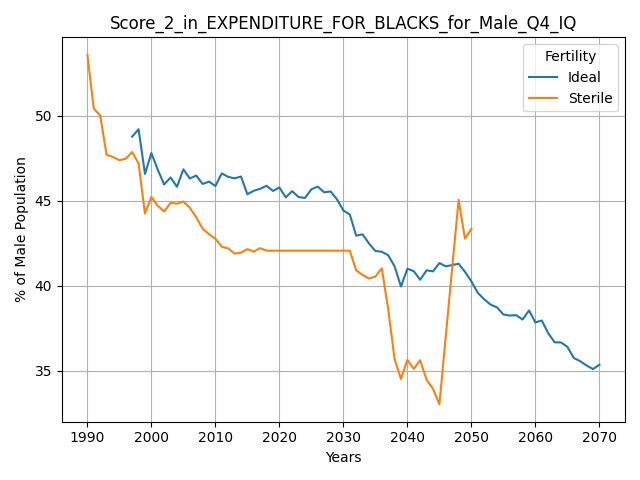 Score_2_in_EXPENDITURE_FOR_BLACKS_for_Male_Q4_IQ
Fertility
Ideal
Sterile
% of Male Population
50
45
40
35
1990 2000 2010 2020 2030 2040 2050 2060 2070
Years